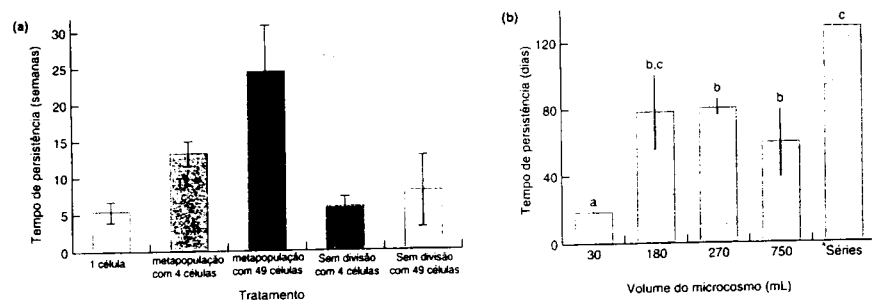 (a)
Tempo de persistência (semanas)
30
25
20
15
10
5
0
1 célula
metapopulação com 4 células
metapopulação com 49 células
Sem divisão com 4 células
Sem divisão com 49 células
Tratamento
(b)
Tempo de persistência (dias)
120
80
40
0
a
b,c
b
b
c
30
180
270
750
*Séries
Volume do microcosmo (mL)